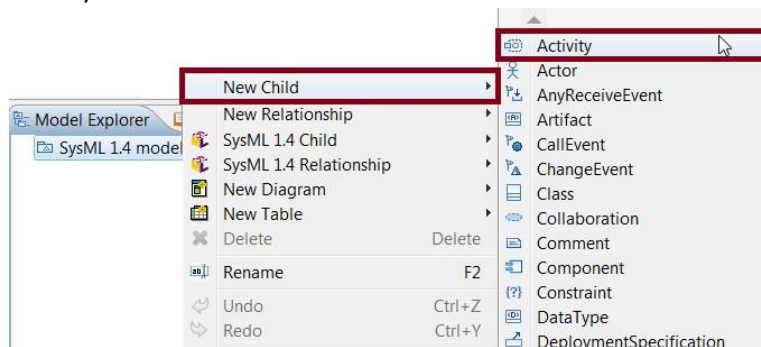 Model Explorer
SysML 1.4 model
New Child
New Relationship
SysML 1.4 Child
SysML 1.4 Relationship
New Diagram
New Table
Delete Delete
Rename F2
Undo Ctrl+Z
Redo Ctrl+Y
Activity
Actor
AnyReceiveEvent
Artifact
CallEvent
ChangeEvent
Class
Collaboration
Comment
Component
Constraint
DataType
DeploymentSpecification